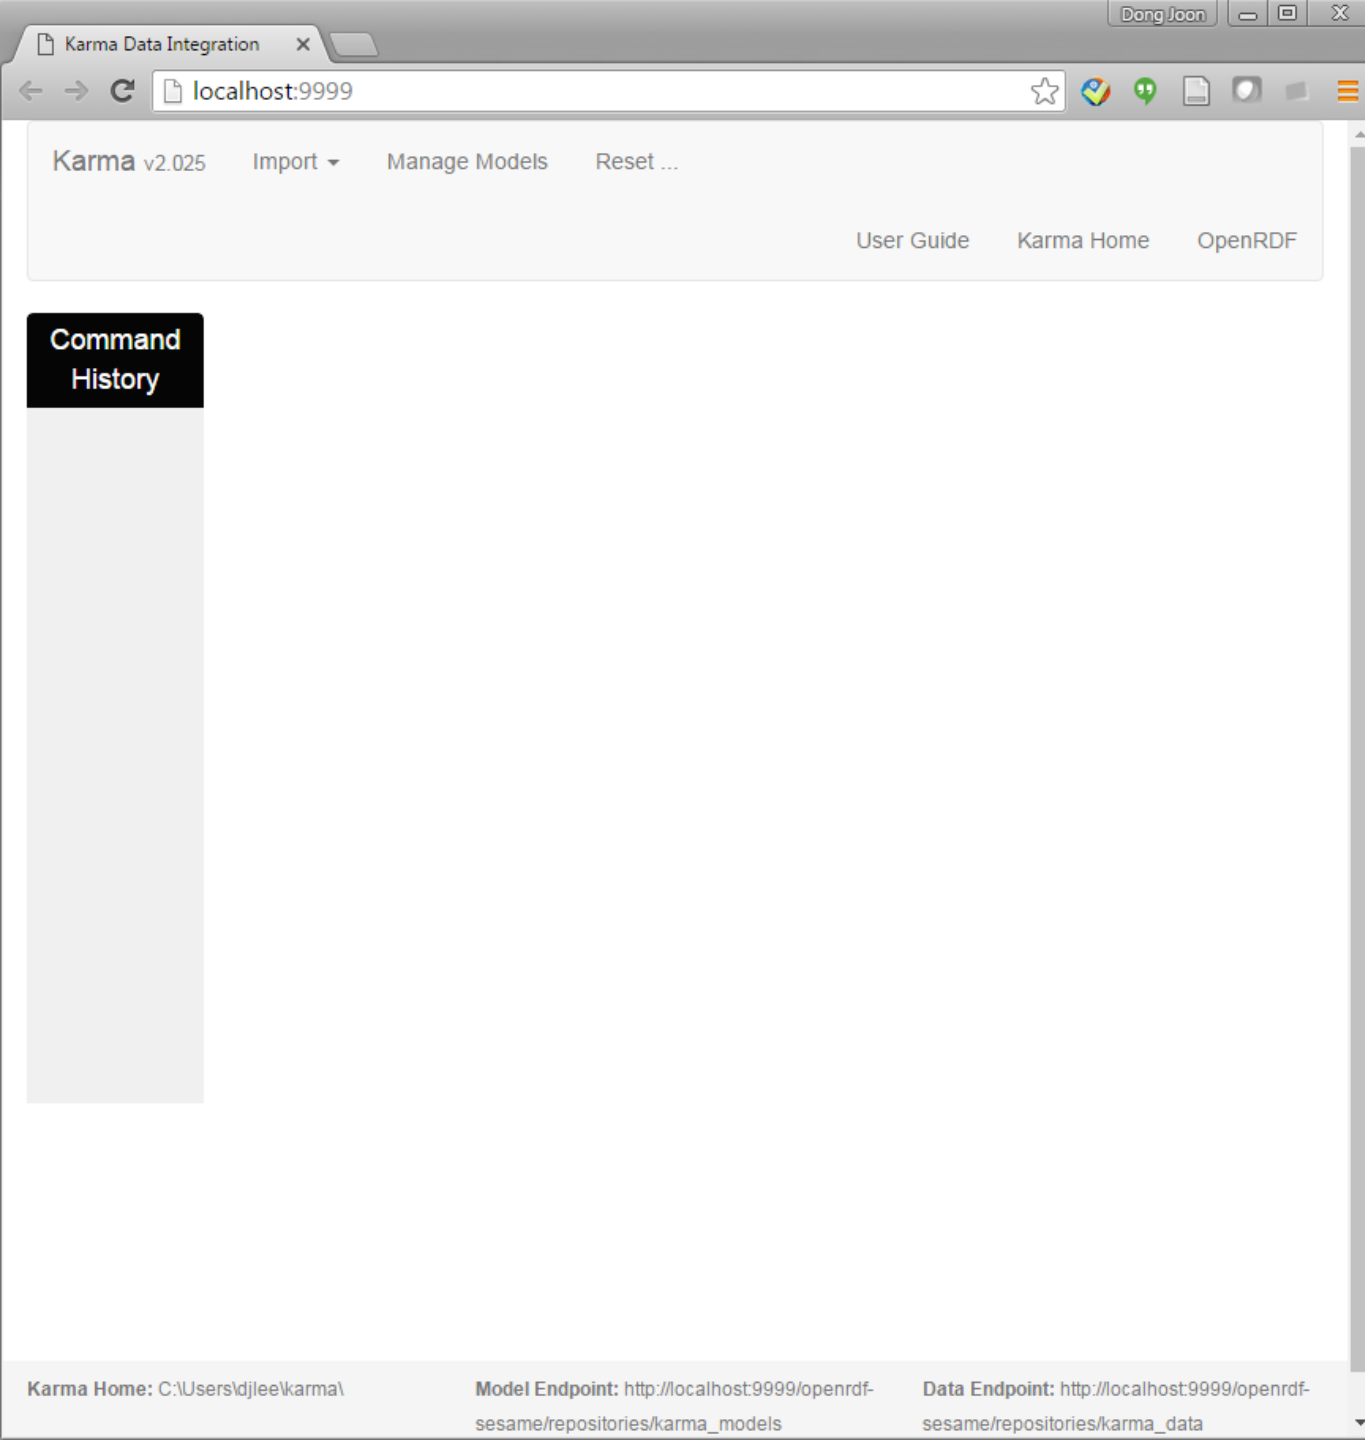 Dong Joon
Karma Data Integration
localhost:9999
Karma v2.025 Import Manage Models Reset ...
User Guide Karma Home OpenRDF
Command
History
Karma Home: C:\Users\djlee\karma\
Model Endpoint: http://localhost:9999/openrdf-
sesame/repositories/karma_models
Data Endpoint: http://localhost:9999/openrdf-
sesame/repositories/karma_data